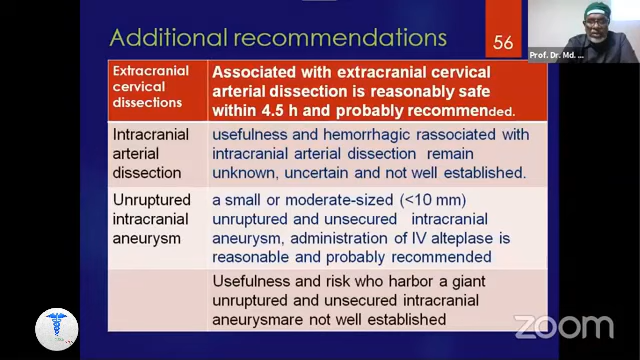 Additional recommendations
56
Prof. Dr. Md. ...
Extracranial
cervical
dissections
Associated with extracranial cervical
arterial dissection is reasonably safe
within 4.5 h and probably recommended.
Intracranial
arterial
dissection
usefulness and hemorrhagic rassociated with
intracranial arterial dissection remain
unknown, uncertain and not well established.
Unruptured
intracranial
aneurysm
a small or moderate-sized (<10 mm)
unruptured and unsecured intracranial
aneurysm, administration of IV alteplase is
reasonable and probably recommended
Usefulness and risk who harbor a giant
unruptured and unsecured intracranial
aneurysmare not well established
zoom